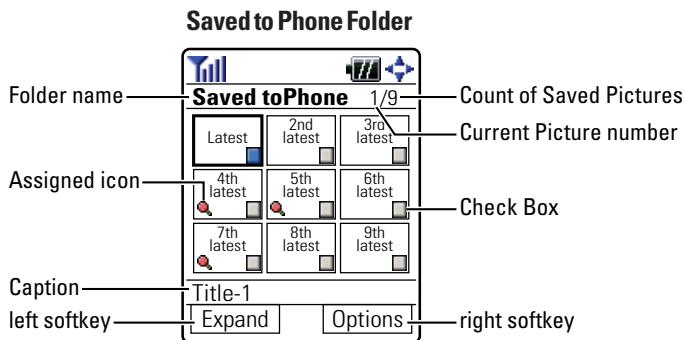 Saved to Phone Folder
Folder name
Saved toPhone 1/9
Count of Saved Pictures
Current Picture number
Latest
2nd
latest
3rd
latest
Assigned icon
4th
latest
5th
latest
6th
latest
Check Box
7th
latest
8th
latest
9th
latest
Caption
Title-1
left softkey
Expand
Options
right softkey